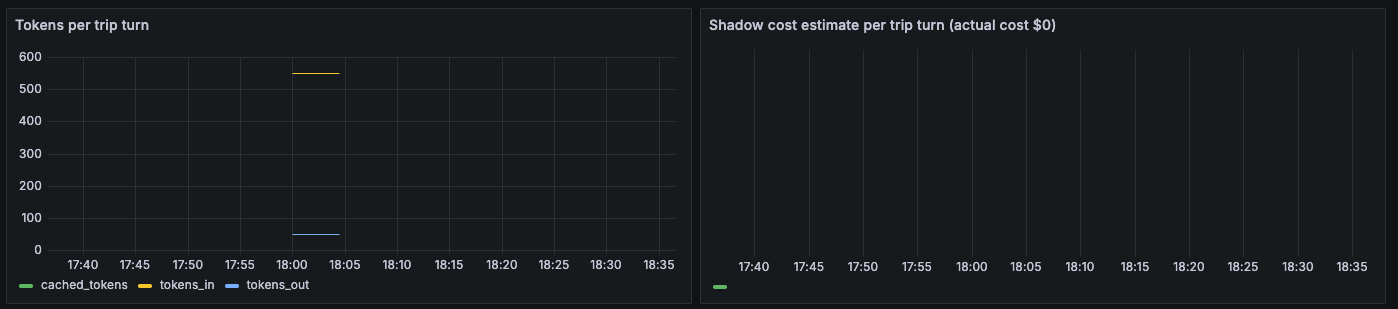 Tokens per trip turn
600
500
400
300
200
100
0
17:40 17:45 17:50 17:55 18:00 18:05 18:10 18:15 18:20 18:25 18:30 18:35
cached_tokens tokens_in tokens_out
Shadow cost estimate per trip turn (actual cost $0)
17:40 17:45 17:50 17:55 18:00 18:05 18:10 18:15 18:20 18:25 18:30 18:35